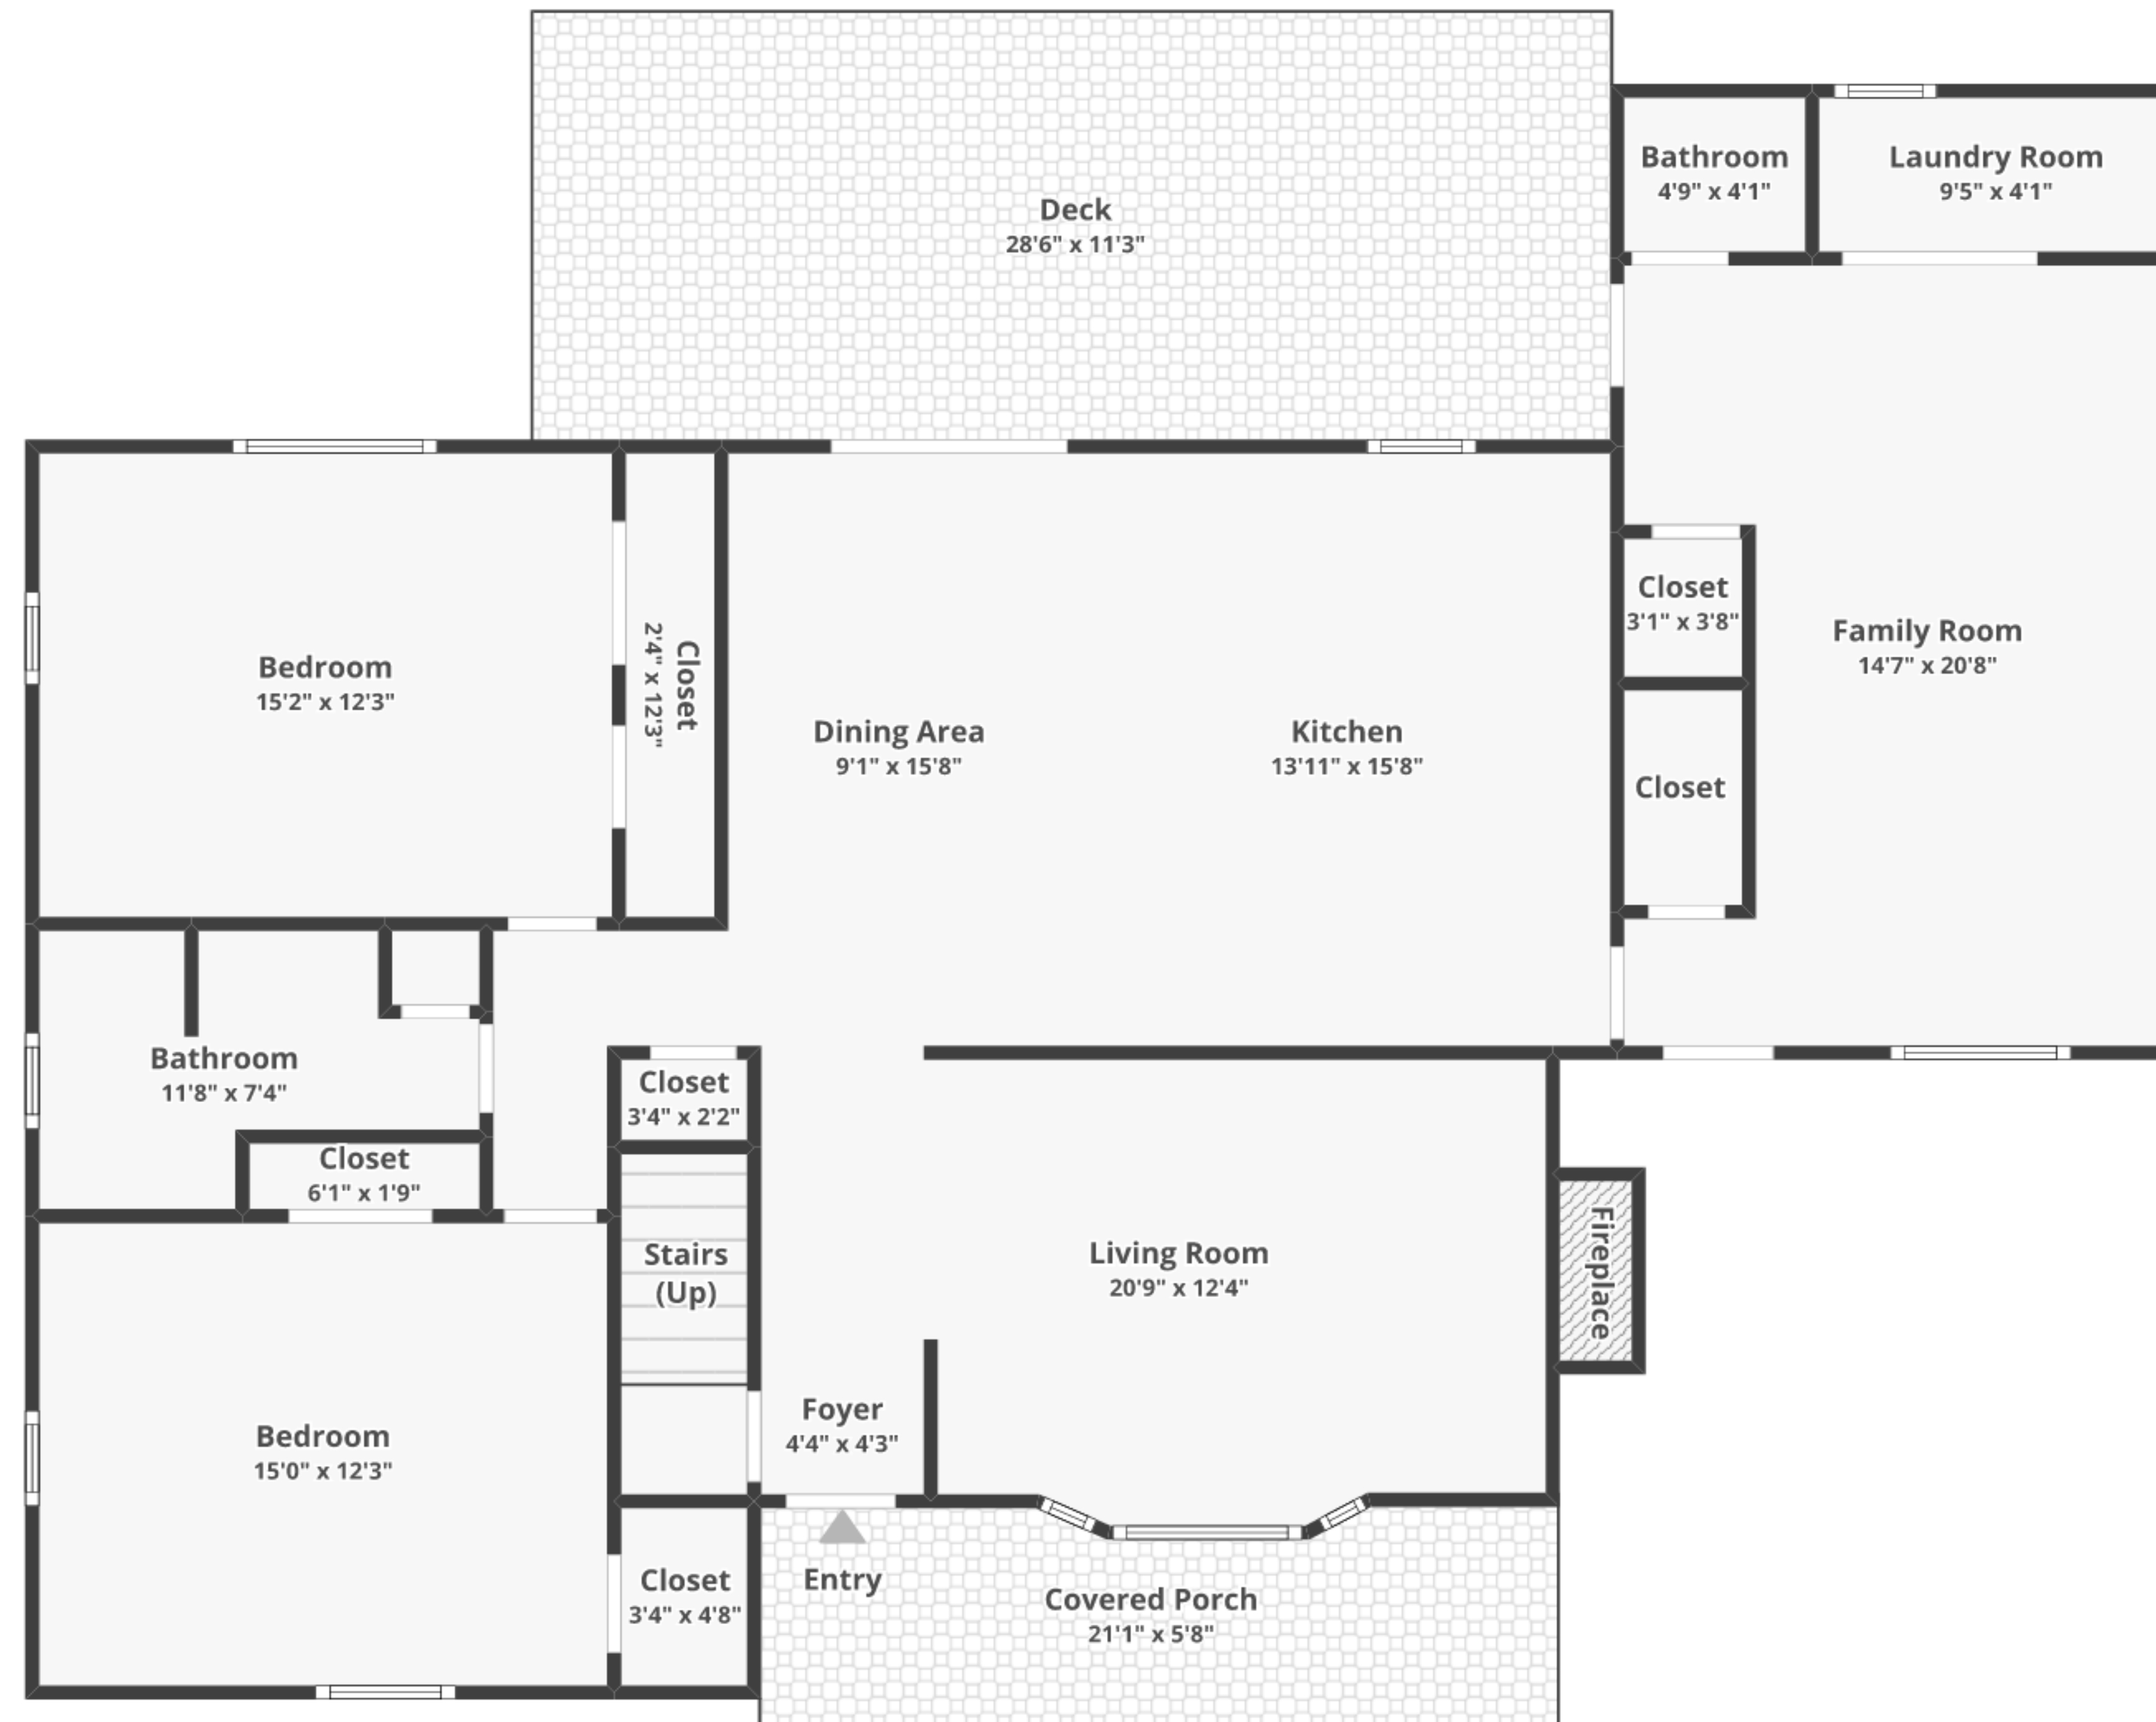 Deck
28'6" x 11'3"
Bathroom
4'9" x 4'1"
Laundry Room
9'5" x 4'1"
Bedroom
15'2" x 12'3"
Closet
2'4" x 12'3"
Dining Area
9'1" x 15'8"
Kitchen
13'11" x 15'8"
Closet
3'1" x 3'8"
Family Room
14'7" x 20'8"
Closet
Bathroom
11'8" x 7'4"
Closet
3'4" x 2'2"
Closet
6'1" x 1'9"
Stairs
(Up)
Living Room
20'9" x 12'4"
Fireplace
Bedroom
15'0" x 12'3"
Foyer
4'4" x 4'3"
Closet
3'4" x 4'8"
Entry
Covered Porch
21'1" x 5'8"